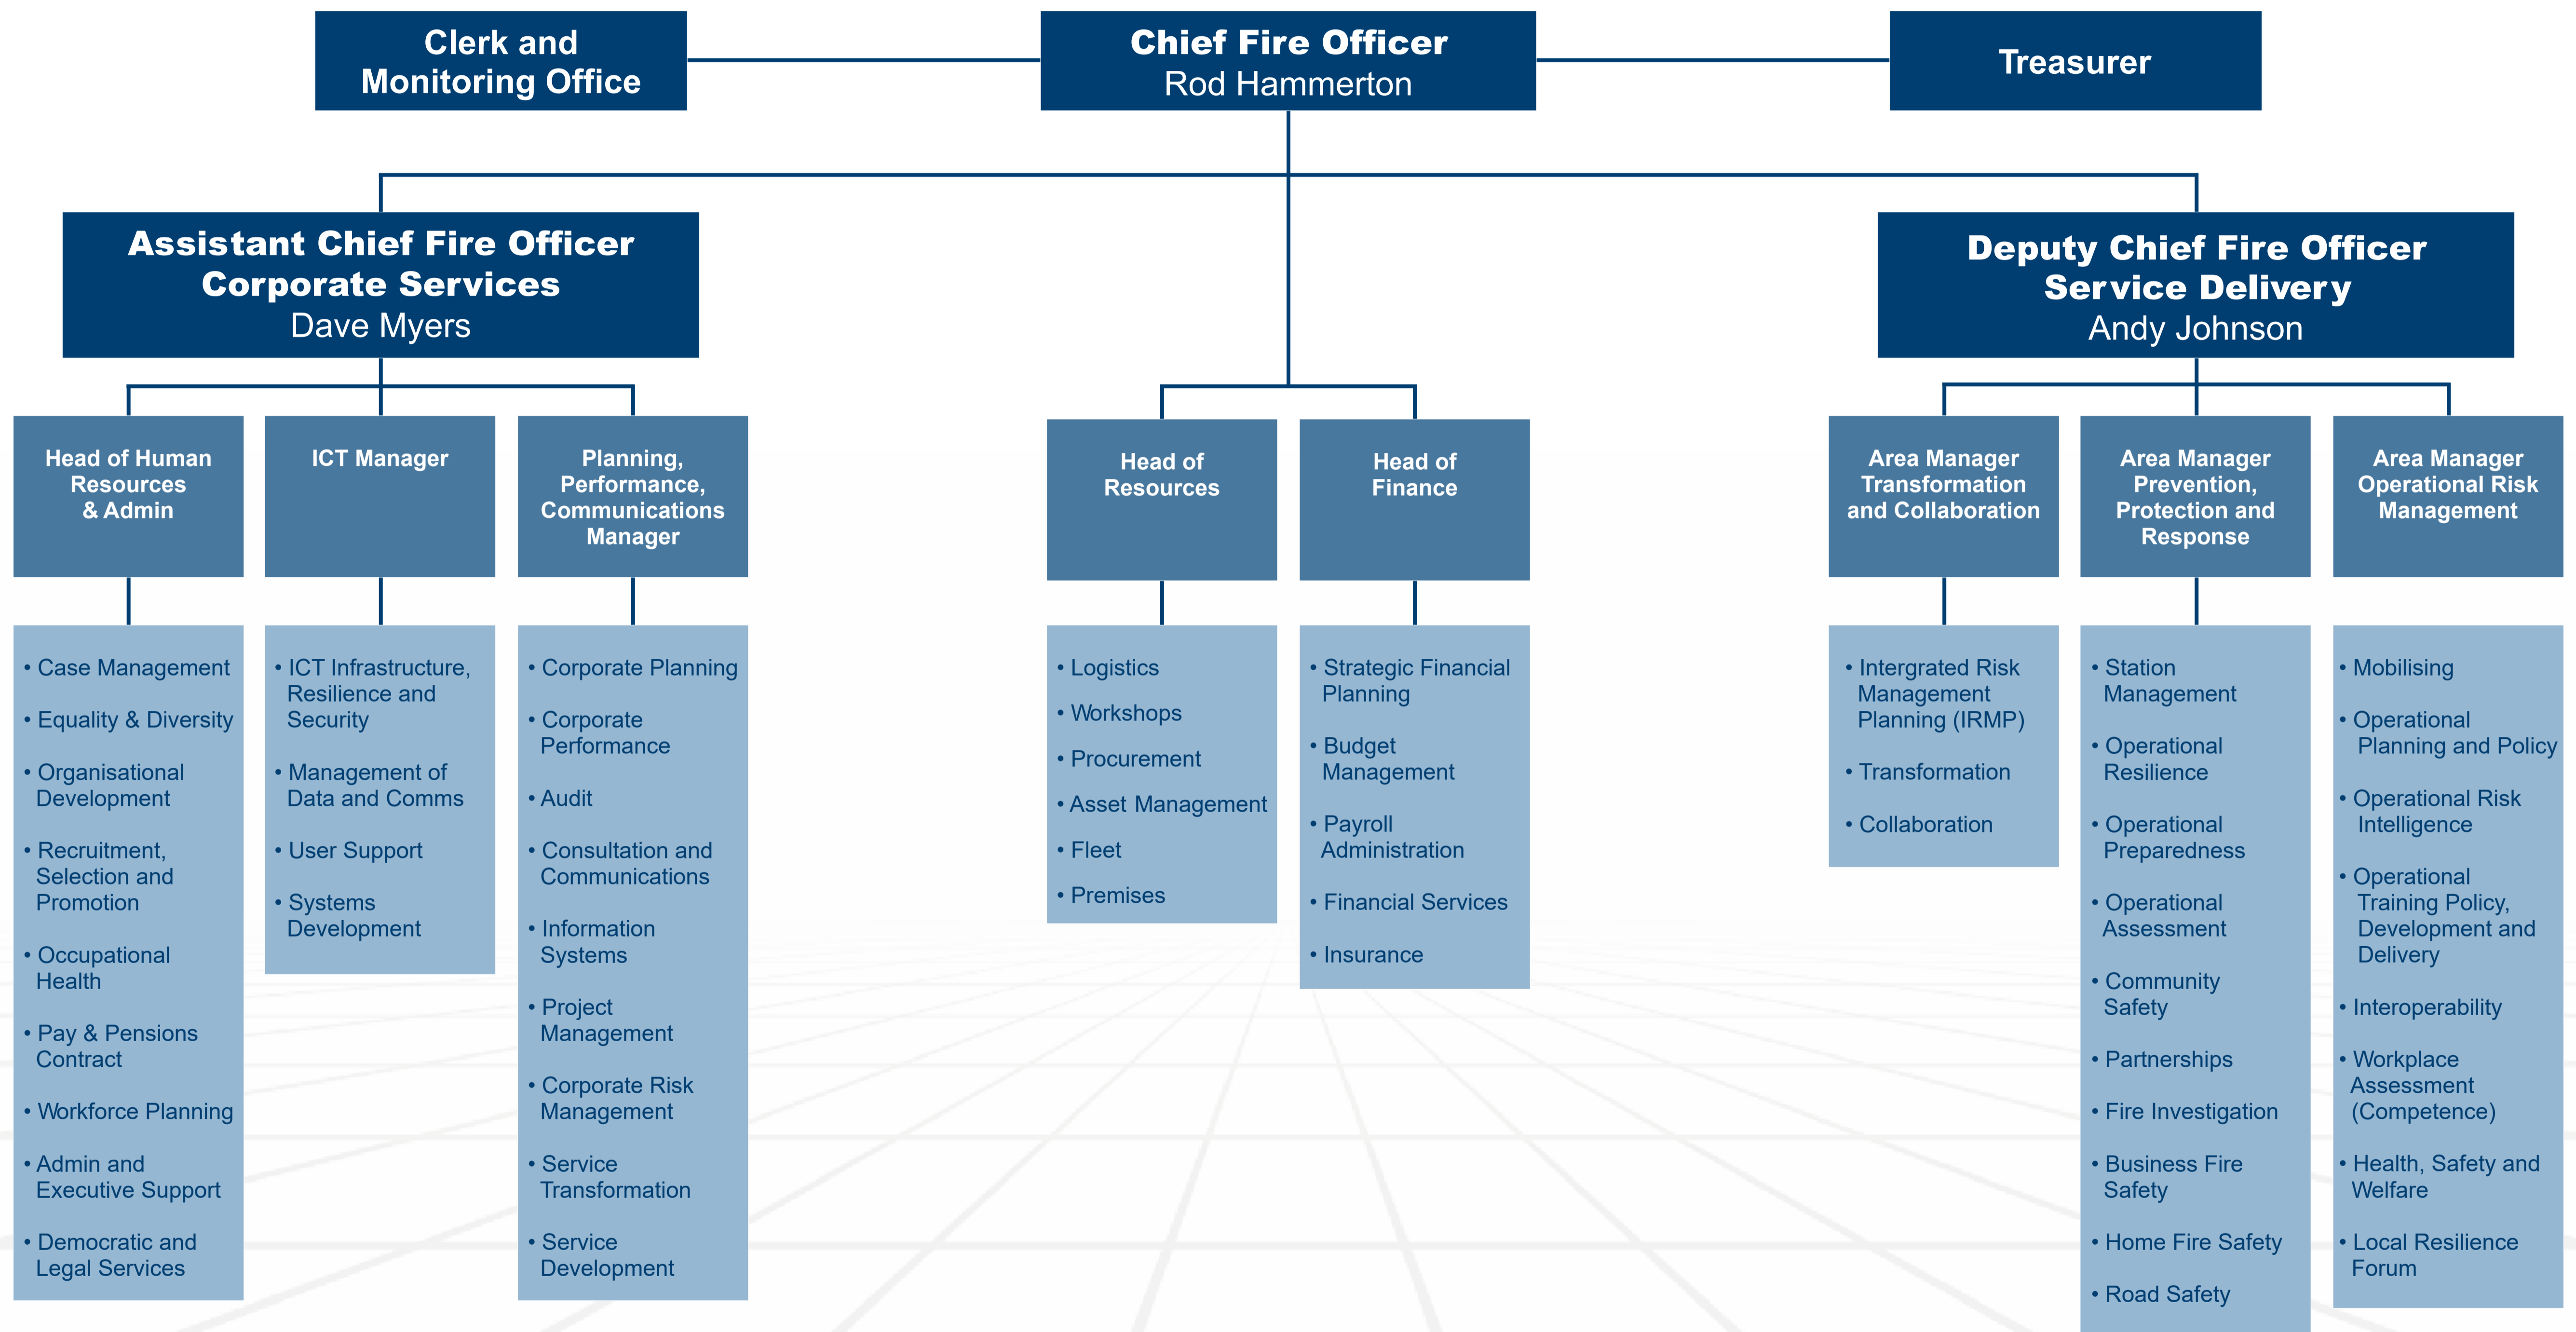 Clerk and
Monitoring Office
Chief Fire Officer
Rod Hammerton
Treasurer
Assistant Chief Fire Officer
Corporate Services
Dave Myers
Deputy Chief Fire Officer
Service Delivery
Andy Johnson
Head of Human
Resources
& Admin
ICT Manager
Planning,
Performance,
Communications
Manager
Head of
Resources
Head of
Finance
Area Manager
Transformation
and Collaboration
Area Manager
Prevention,
Protection and
Response
Area Manager
Operational Risk
Management
• Case Management
• Equality & Diversity
• Organisational
Development
• Recruitment,
Selection and
Promotion
• Occupational
Health
• Pay & Pensions
Contract
• Workforce Planning
• Admin and
Executive Support
• Democratic and
Legal Services
• ICT Infrastructure,
Resilience and
Security
• Management of
Data and Comms
• User Support
• Systems
Development
• Corporate Planning
• Corporate
Performance
• Audit
• Consultation and
Communications
• Information
Systems
• Project
Management
• Corporate Risk
Management
• Service
Transformation
• Service
Development
• Logistics
• Workshops
• Procurement
• Asset Management
• Fleet
• Premises
• Strategic Financial
Planning
• Budget
Management
• Payroll
Administration
• Financial Services
• Insurance
• Intergrated Risk
Management
Planning (IRMP)
• Transformation
• Collaboration
• Station
Management
• Operational
Resilience
• Operational
Preparedness
• Operational
Assessment
• Community
Safety
• Partnerships
• Fire Investigation
• Business Fire
Safety
• Home Fire Safety
• Road Safety
• Mobilising
• Operational
Planning and Policy
• Operational Risk
Intelligence
• Operational
Training Policy,
Development and
Delivery
• Interoperability
• Workplace
Assessment
(Competence)
• Health, Safety and
Welfare
• Local Resilience
Forum